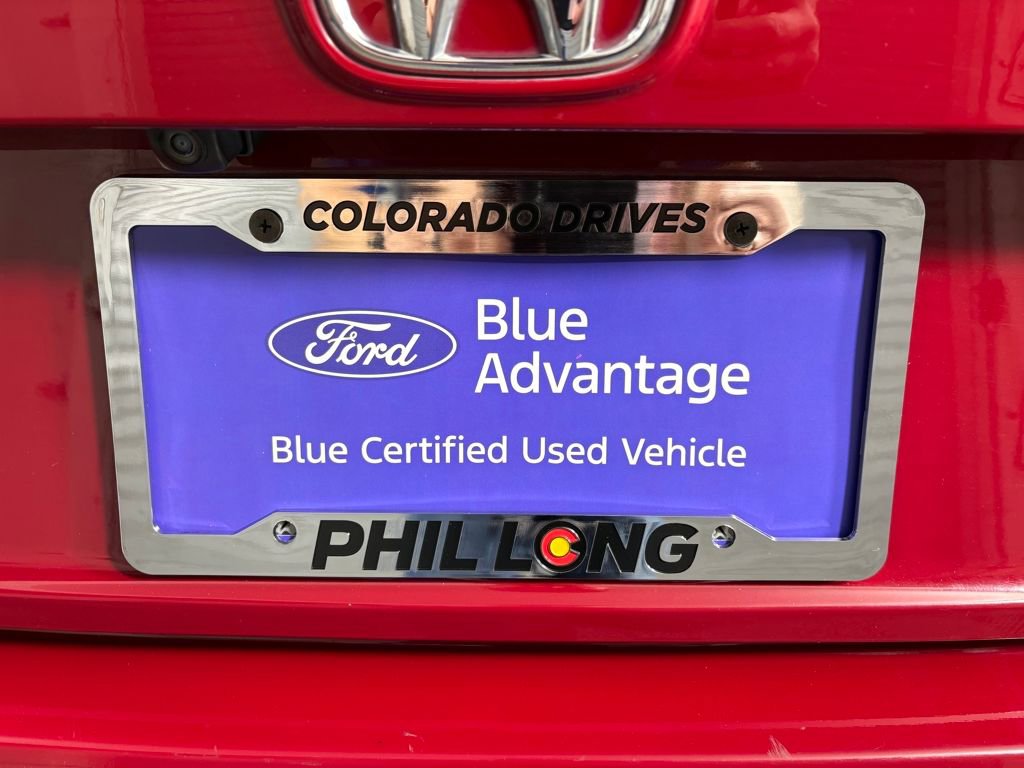 COLORADO DRIVES
Ford
Blue
Advantage
Blue Certified Used Vehicle
PHIL LONG